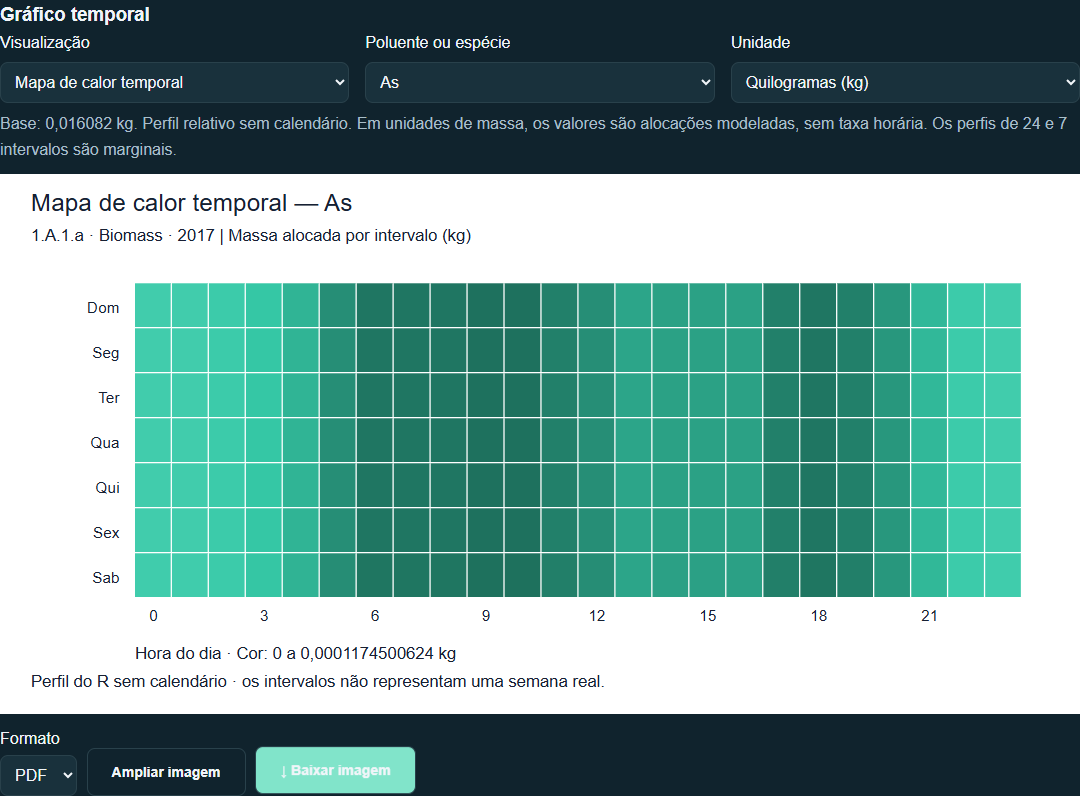 Gráfico temporal
Visualização Poluente ou espécie Unidade
Mapa de calor temporal As Quilogramas (kg)
Base: 0,016082 kg. Perfil relativo sem calendário. Em unidades de massa, os valores são alocações modeladas, sem taxa horária. Os perfis de 24 e 7
intervalos são marginais.
Mapa de calor temporal — As
1.A.1.a · Biomass · 2017 | Massa alocada por intervalo (kg)
Dom
Seg
Ter
Qua
Qui
Sex
Sab
0 3 6 9 12 15 18 21
Hora do dia · Cor: 0 a 0,0001174500624 kg
Perfil do R sem calendário · os intervalos não representam uma semana real.
Formato
PDF Ampliar imagem ↓ Baixar imagem